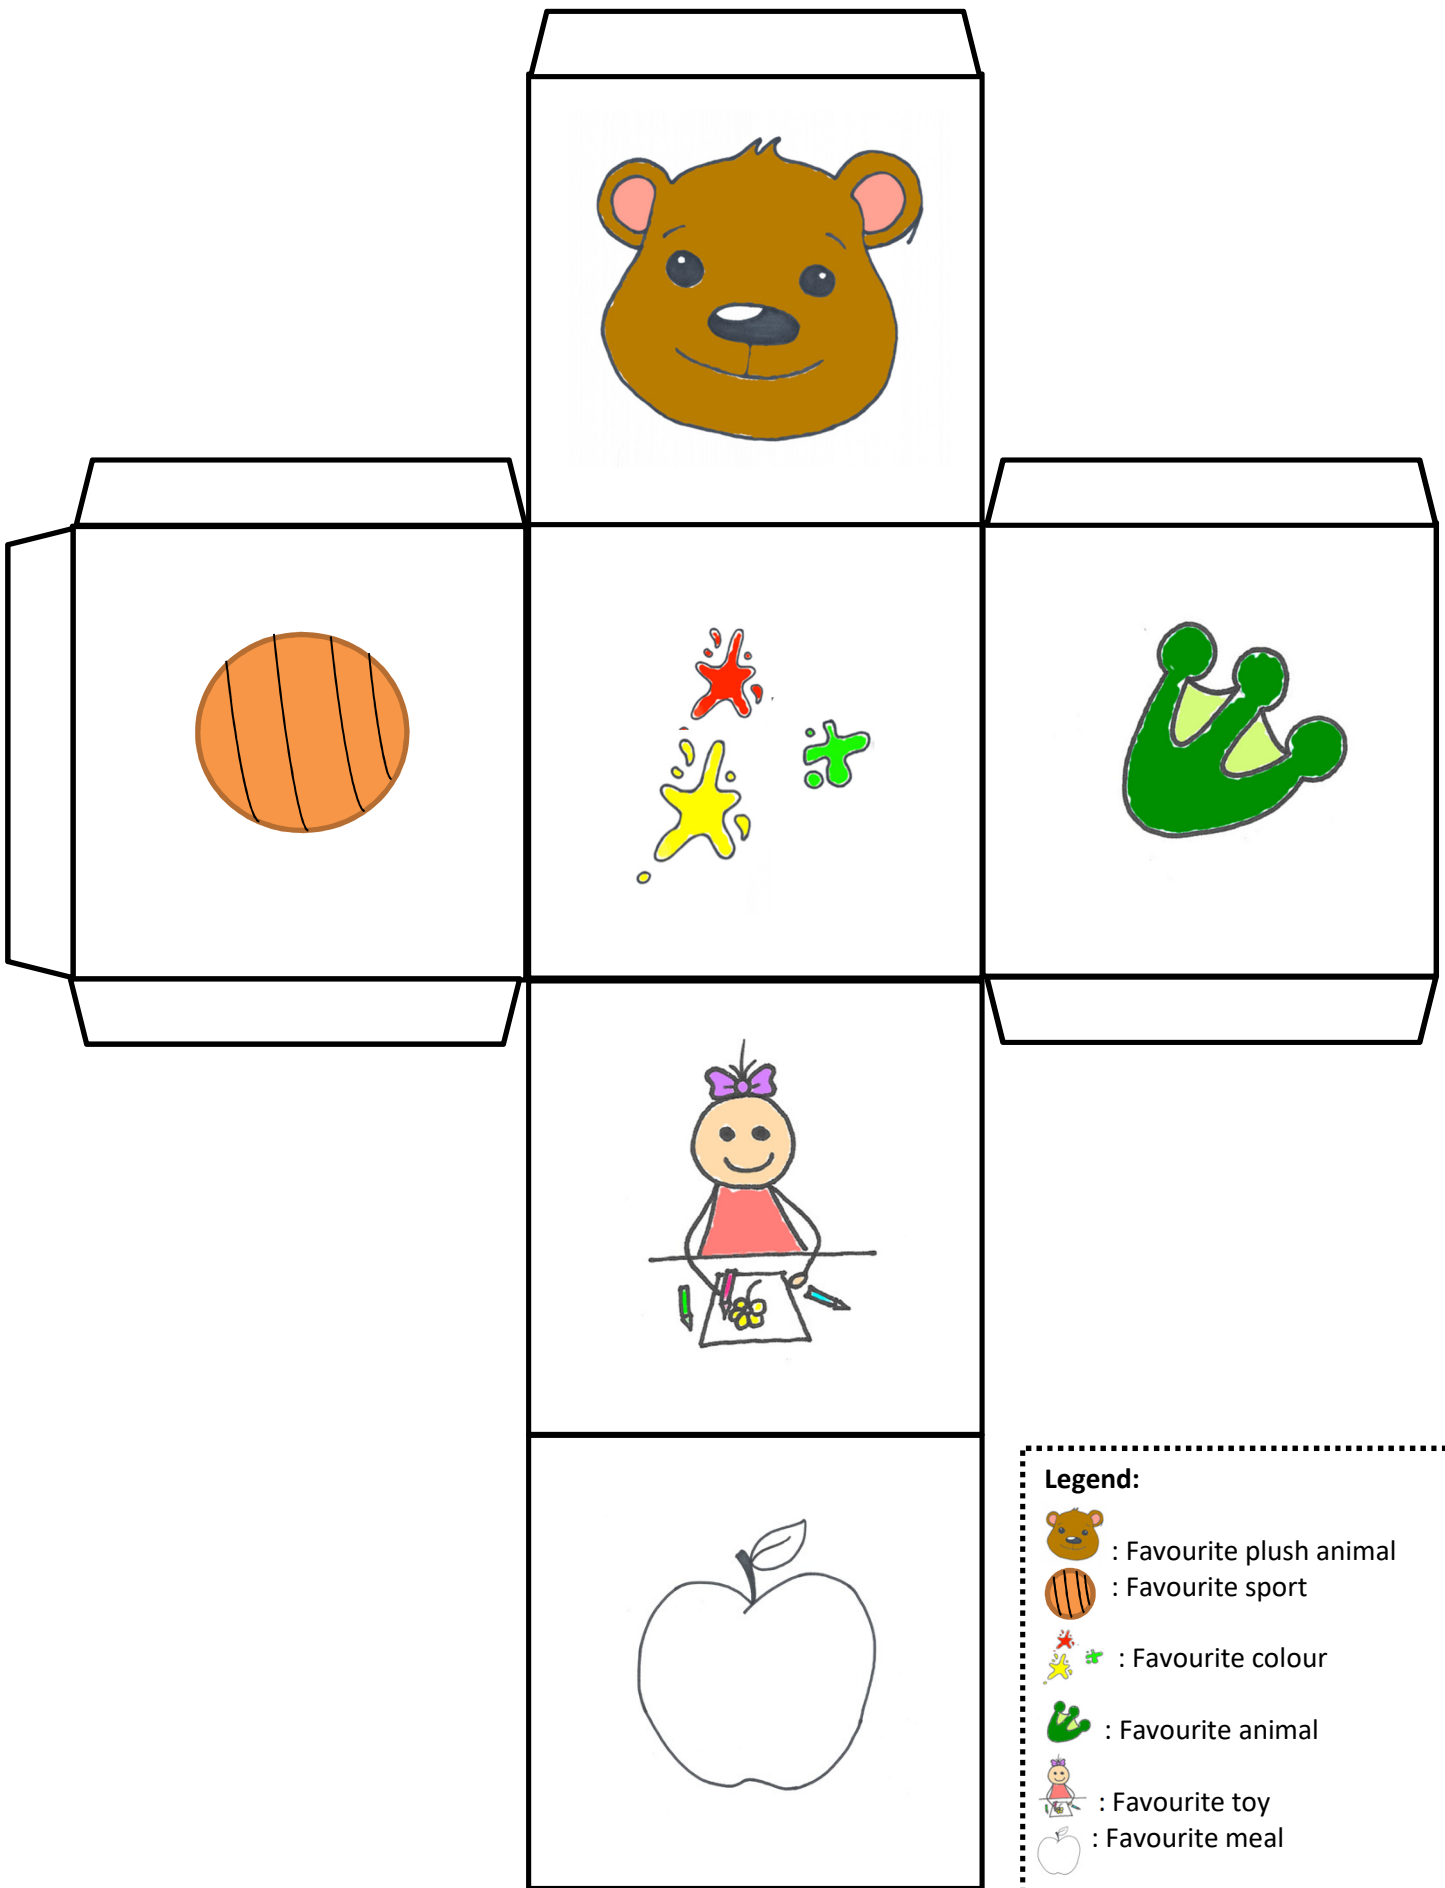 Legend:
: Favourite plush animal
: Favourite sport
: Favourite colour
: Favourite animal
: Favourite toy
: Favourite meal